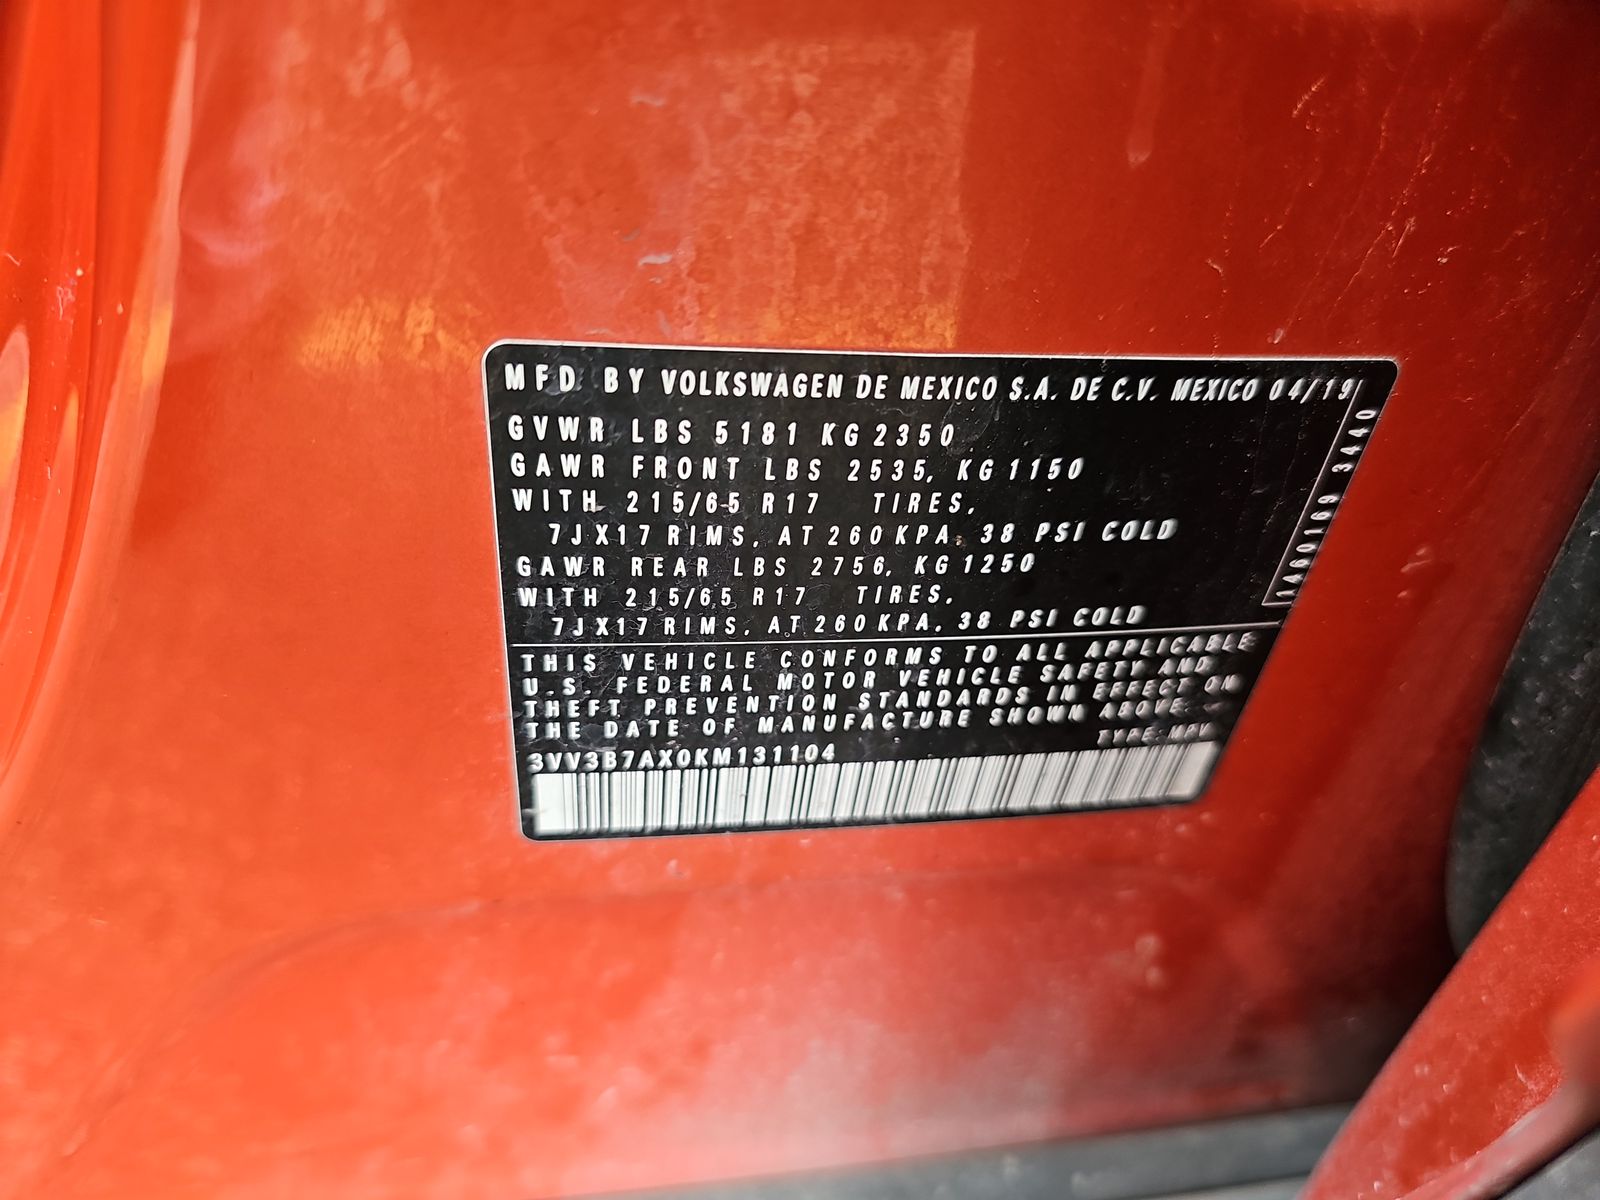 MFD BY VOLKSWAGEN DE MEXICO S.A. DE C.V. MEXICO 04/19
GVWR LBS 5181 KG 2350
GAWR FRONT LBS 2535, KG 1150
WITH 215/65 R17 TIRES,
7JX17 RIMS, AT 260 KPA, 38 PSI COLD
GAWR REAR LBS 2756, KG 1250
WITH 215/65 R17 TIRES,
7JX17 RIMS, AT 260 KPA, 38 PSI COLD
THIS VEHICLE CONFORMS TO ALL APPLICABLE
U.S. FEDERAL MOTOR VEHICLE SAFETY AND
THEFT PREVENTION STANDARDS IN EFFECT ON
THE DATE OF MANUFACTURE SHOWN ABOVE.
TYPE: MPV
3VV3B7AX0KM131104
3440